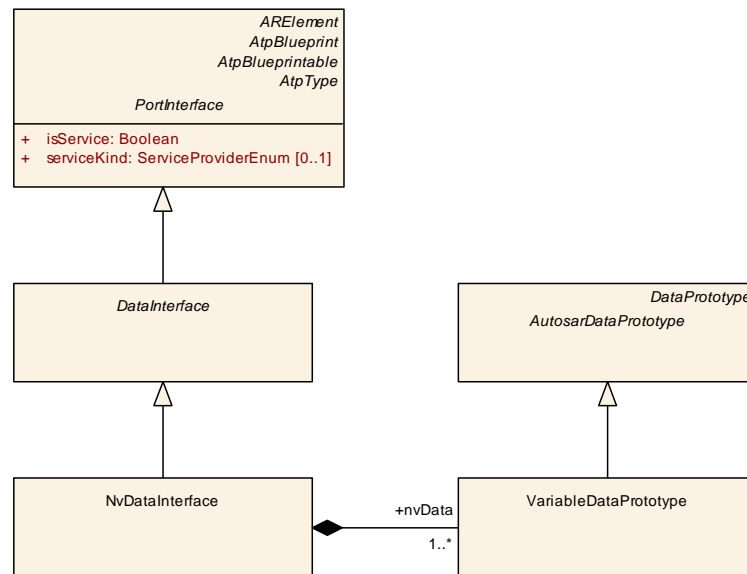 ARElement
AtpBlueprint
AtpBlueprintable
AtpType
PortInterface
+ isService: Boolean
+ serviceKind: ServiceProviderEnum [0..1]
DataInterface
DataPrototype
AutosarDataPrototype
NvDataInterface
+nvData
1..*
VariableDataPrototype